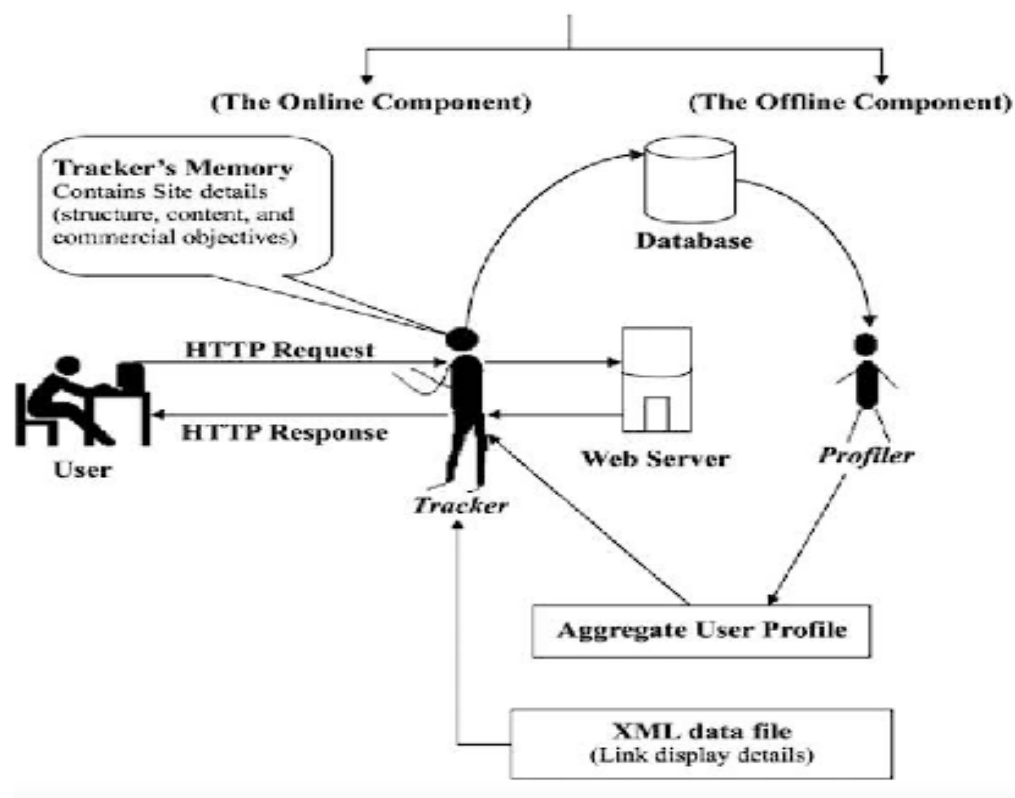 (The Online Component)
(The Offline Component)
Tracker's Memory
Contains Site details
(structure, content, and
commercial objectives)
Database
HTTP Request
HTTP Response
User
Web Server
Profiler
Tracker
Aggregate User Profile
XML data file
(Link display details)